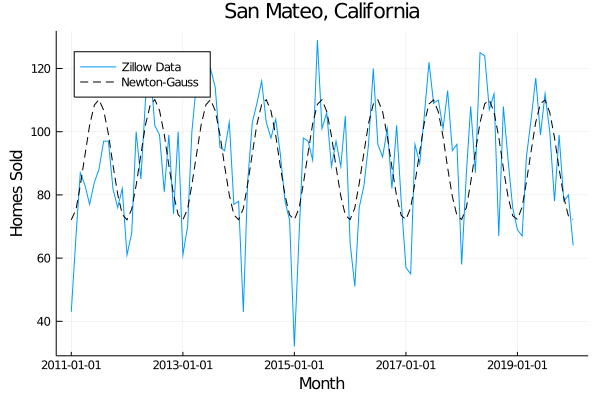 San Mateo, California
Zillow Data
Newton-Gauss
Homes Sold
120
100
80
60
40
2011-01-01
2013-01-01
2015-01-01
2017-01-01
2019-01-01
Month